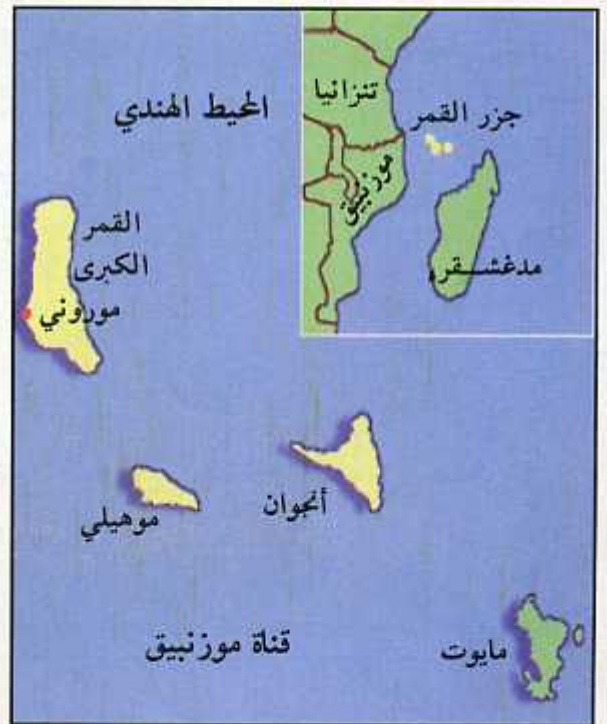 المحيط الهندي
تنزانيا
جزر القمر
موزنبيق
مدغشقر
القمر
الكبرى
موروني
أنجوان
موهيلي
قناة موزنبيق
مايوت